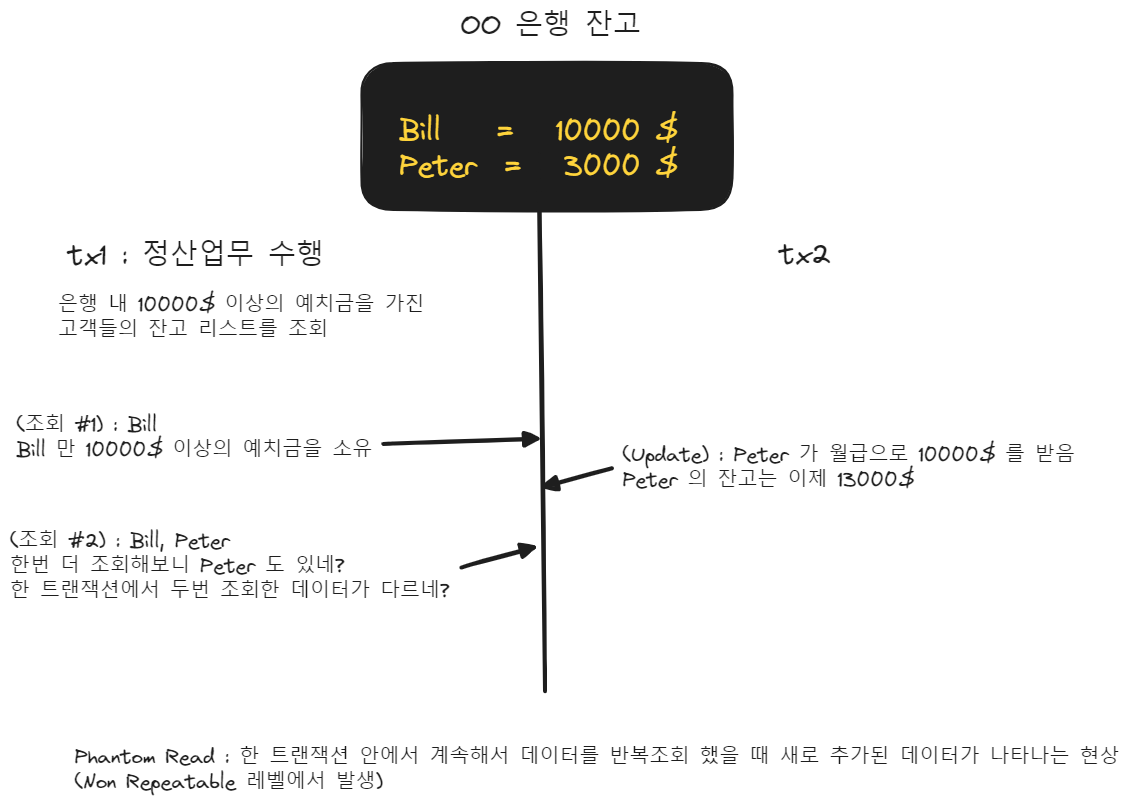 OO 은행 잔고
Bill = 10000 $
Peter = 3000 $
tx1 : 정산업무 수행
tx2
은행 내 10000$ 이상의 예치금을 가진
고객들의 잔고 리스트를 조회
(조회 #1) : Bill
Bill 만 10000$ 이상의 예치금을 소유
(Update) : Peter 가 월급으로 10000$ 를 받음
Peter 의 잔고는 이제 13000$
(조회 #2) : Bill, Peter
한번 더 조회해보니 Peter 도 있네?
한 트랜잭션에서 두번 조회한 데이터가 다르네?
Phantom Read : 한 트랜잭션 안에서 계속해서 데이터를 반복조회 했을 때 새로 추가된 데이터가 나타나는 현상
(Non Repeatable 레벨에서 발생)